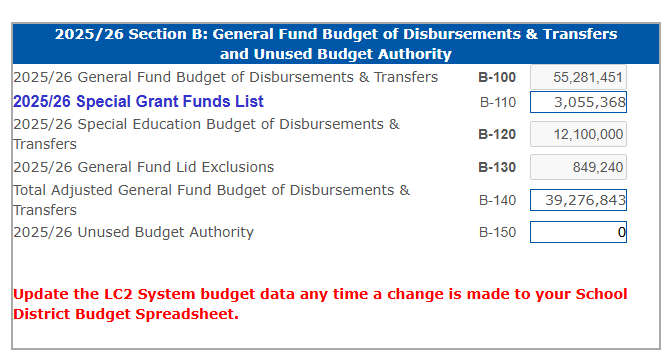 2025/26 Section B: General Fund Budget of Disbursements & Transfers
and Unused Budget Authority
2025/26 General Fund Budget of Disbursements & Transfers B-100 55,281,451
2025/26 Special Grant Funds List B-110 3,055,368
2025/26 Special Education Budget of Disbursements &
Transfers B-120 12,100,000
2025/26 General Fund Lid Exclusions B-130 849,240
Total Adjusted General Fund Budget of Disbursements &
Transfers B-140 39,276,843
2025/26 Unused Budget Authority B-150 0
Update the LC2 System budget data any time a change is made to your School
District Budget Spreadsheet.